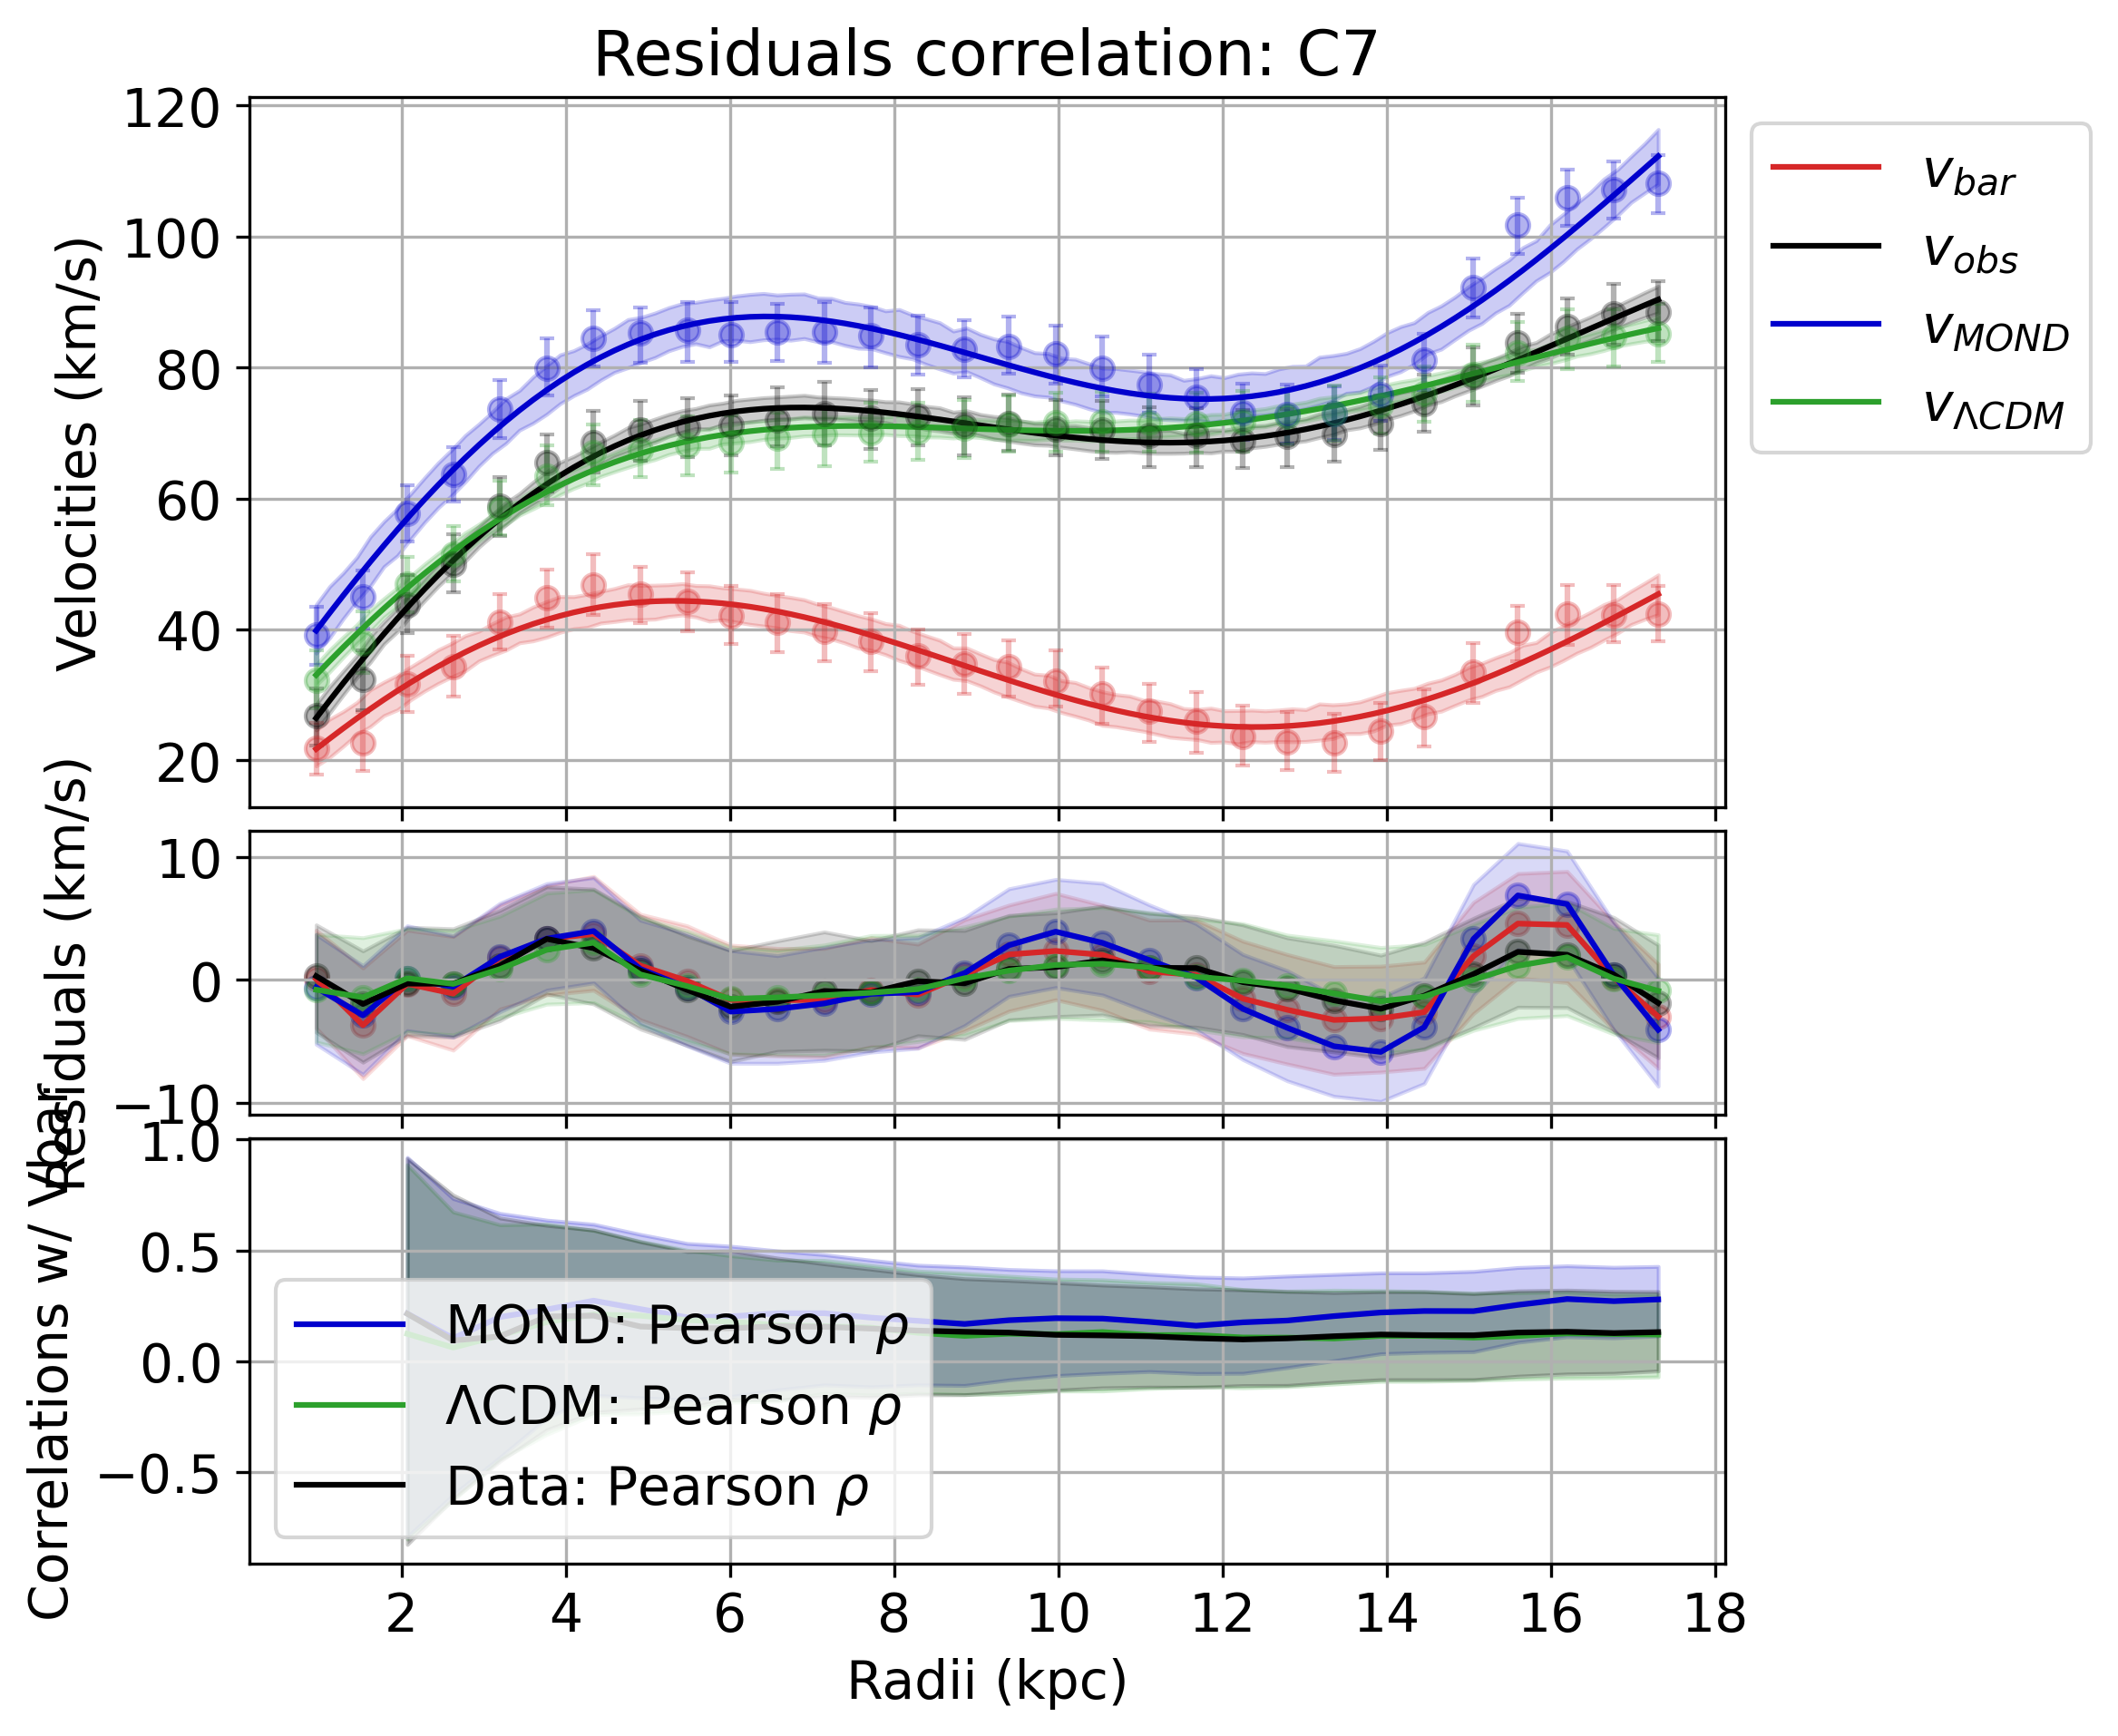 Residuals correlation: C7
Velocities (km/s)
120
100
80
60
40
20
v_bar
v_obs
v_MOND
v_ΛCDM
Residuals (km/s)
10
0
−10
Correlations w/ Vbar
1.0
0.5
0.0
−0.5
MOND: Pearson ρ
ΛCDM: Pearson ρ
Data: Pearson ρ
2 4 6 8 10 12 14 16 18
Radii (kpc)